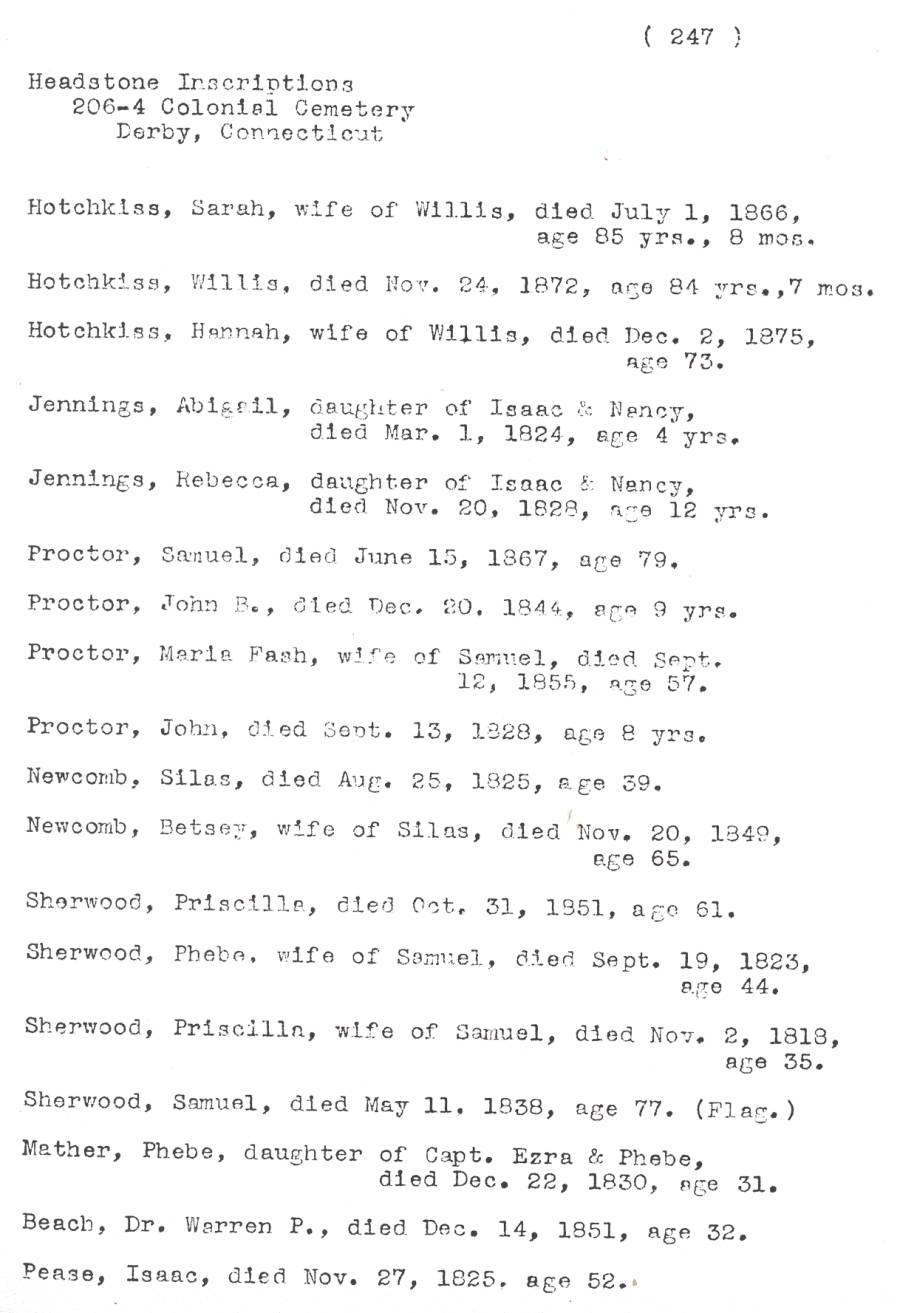 ( 247 )
Headstone Inscriptions
206-4 Colonial Cemetery
Derby, Connecticut
Hotchkiss, Sarah, wife of Willis, died July 1, 1866,
age 85 yrs., 8 mos.
Hotchkiss, Willis, died Nov. 24, 1872, age 84 yrs.,7 mos.
Hotchkiss, Hannah, wife of Willis, died Dec. 2, 1875,
age 73.
Jennings, Abigail, daughter of Isaac & Nancy,
died Mar. 1, 1824, age 4 yrs.
Jennings, Rebecca, daughter of Isaac & Nancy,
died Nov. 20, 1828, age 12 yrs.
Proctor, Samuel, died June 15, 1867, age 79.
Proctor, John B., died Dec. 20, 1844, age 9 yrs.
Proctor, Maria Fash, wife of Samuel, died Sept.
12, 1855, age 57.
Proctor, John, died Sept. 13, 1828, age 8 yrs.
Newcomb, Silas, died Aug. 25, 1825, age 39.
Newcomb, Betsey, wife of Silas, died Nov. 20, 1849,
age 65.
Sherwood, Priscilla, died Oct. 31, 1851, age 61.
Sherwood, Phebe, wife of Samuel, died Sept. 19, 1823,
age 44.
Sherwood, Priscilla, wife of Samuel, died Nov. 2, 1818,
age 35.
Sherwood, Samuel, died May 11, 1838, age 77. (Flag.)
Mather, Phebe, daughter of Capt. Ezra & Phebe,
died Dec. 22, 1830, age 31.
Beach, Dr. Warren P., died Dec. 14, 1851, age 32.
Pease, Isaac, died Nov. 27, 1825. age 52.